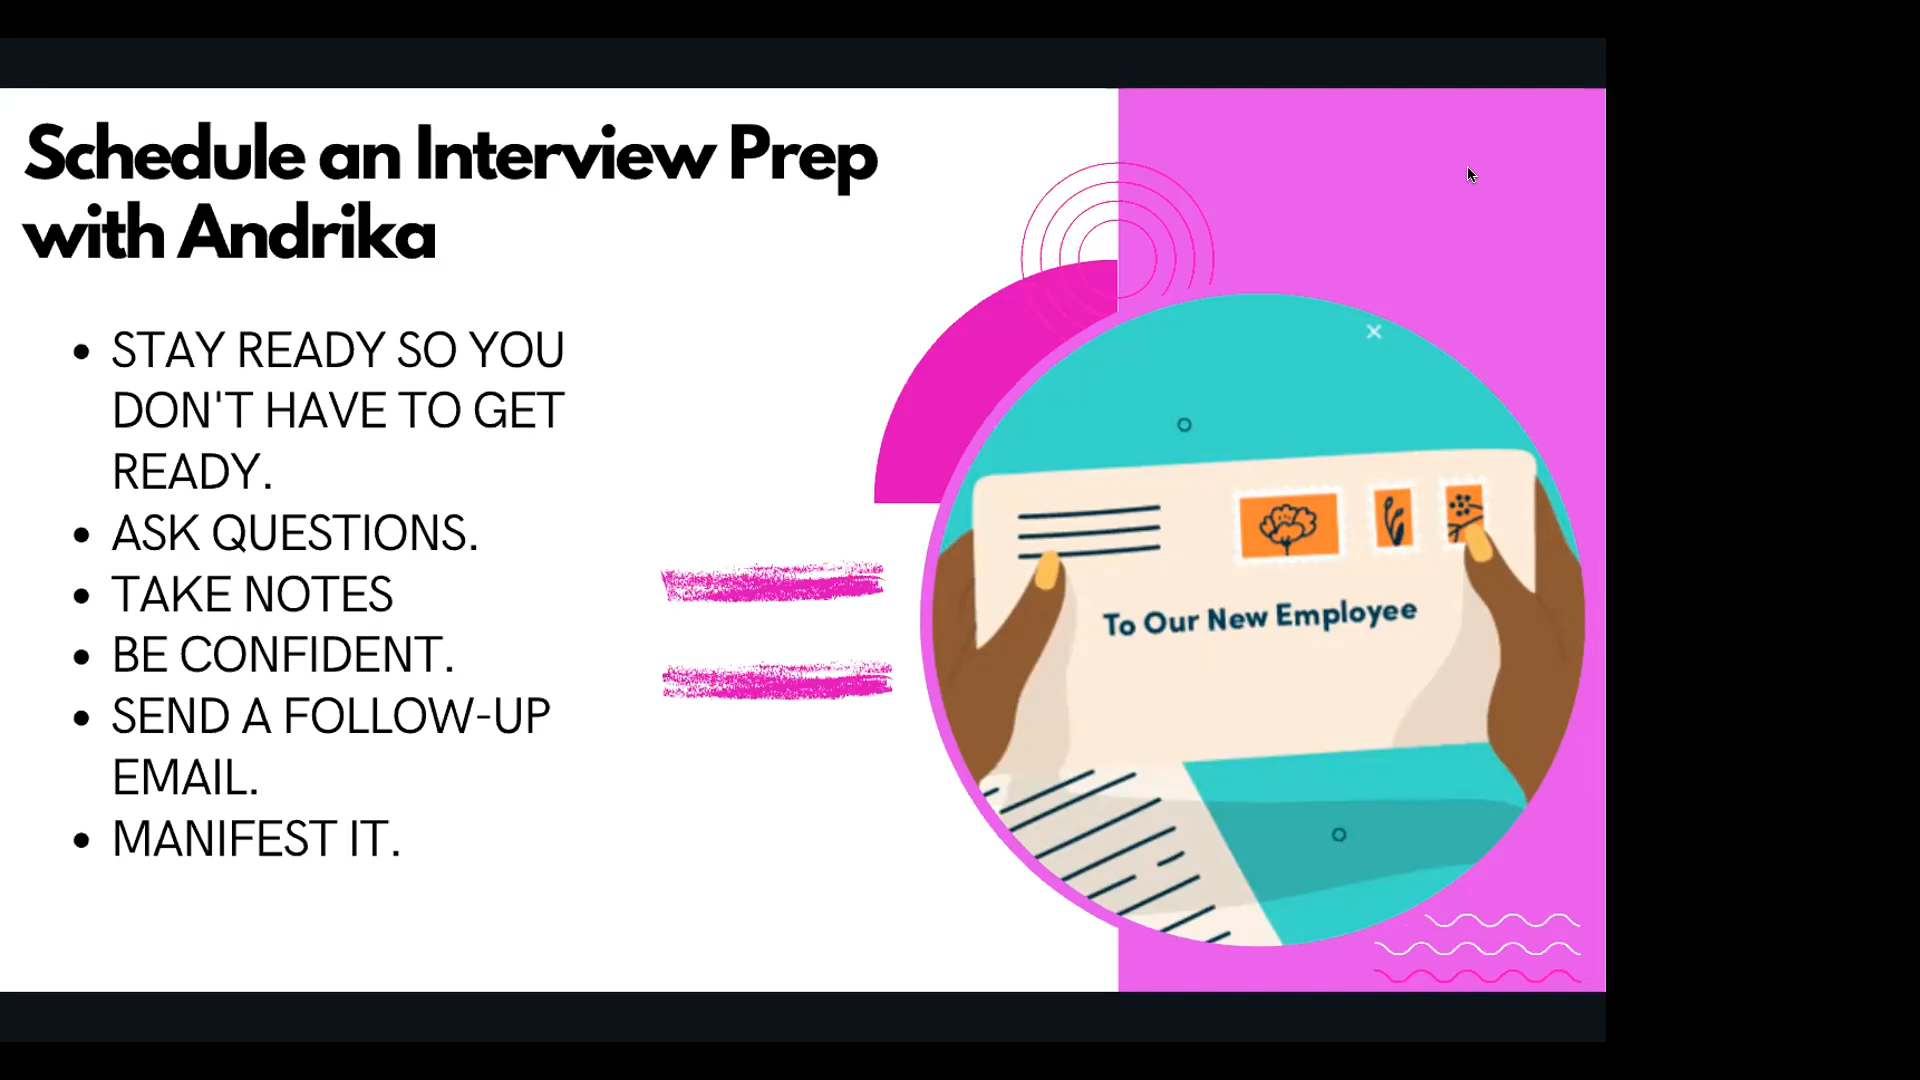 Schedule an Interview Prep
with Andrika
• STAY READY SO YOU
DON'T HAVE TO GET
READY.
• ASK QUESTIONS.
• TAKE NOTES
• BE CONFIDENT.
• SEND A FOLLOW-UP
EMAIL.
• MANIFEST IT.
To Our New Employee